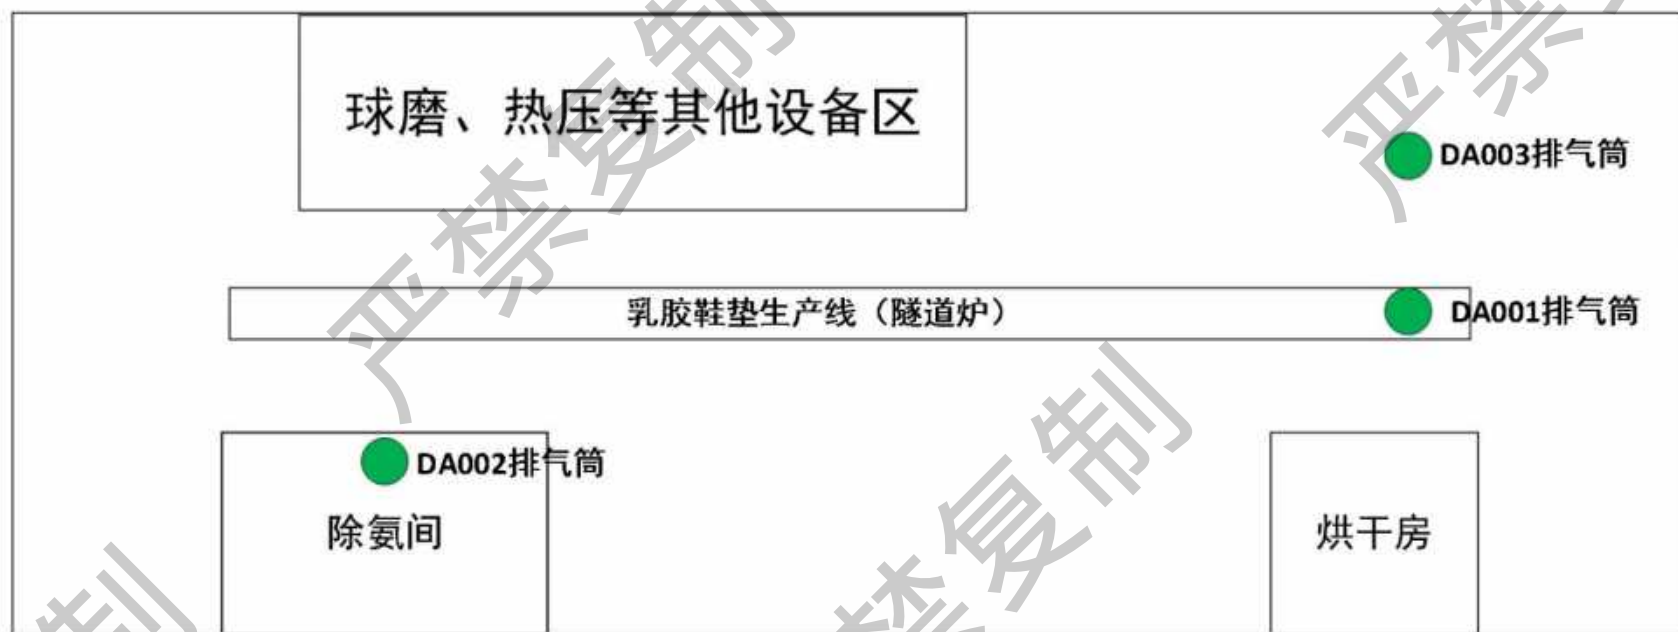 球磨、热压等其他设备区
DA003排气筒
乳胶鞋垫生产线（隧道炉）
DA001排气筒
DA002排气筒
除氨间
烘干房
严禁复制
严禁
禁复制
制